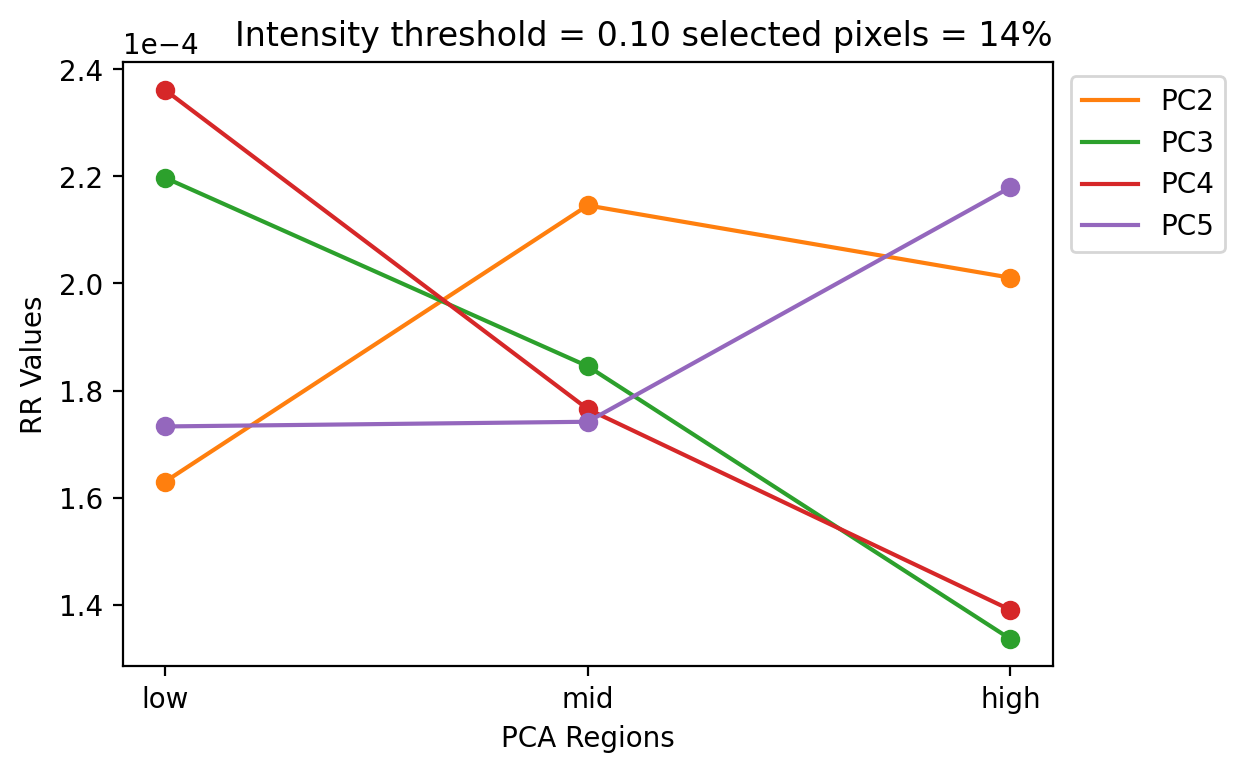 1e−4
Intensity threshold = 0.10 selected pixels = 14%
2.4
2.2
2.0
1.8
1.6
1.4
RR Values
low
mid
high
PCA Regions
PC2
PC3
PC4
PC5